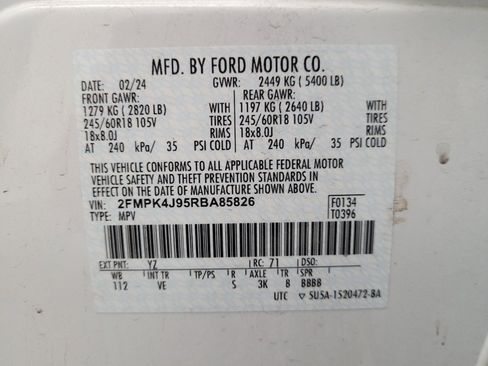 MFD. BY FORD MOTOR CO.
DATE: 02/24 GVWR: 2449 KG ( 5400 LB)
FRONT GAWR: REAR GAWR:
1279 KG ( 2820 LB) WITH 1197 KG ( 2640 LB) WITH
245/60R18 105V TIRES 245/60R18 105V TIRES
18x8.0J RIMS 18x8.0J RIMS
AT 240 kPa/ 35 PSI COLD AT 240 kPa/ 35 PSI COLD
THIS VEHICLE CONFORMS TO ALL APPLICABLE FEDERAL MOTOR
VEHICLE SAFETY AND THEFT PREVENTION STANDARDS IN
EFFECT ON THE DATE OF MANUFACTURE SHOWN ABOVE.
VIN: 2FMPK4J95RBA85826 F0134
TYPE: MPV T0396
EXT PNT: YZ RC: 71 DSO:
WB INT TR TP/PS R AXLE TR SPR
112 VE S 3K 8 BBBB
UTC SUSA-1520472-BA